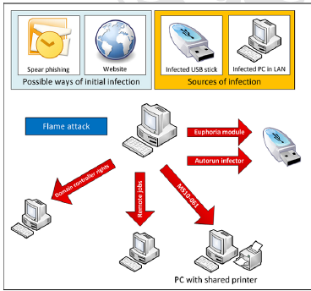 Spear phishing
Website
Infected USB stick
Infected PC in LAN
Possible ways of initial infection
Sources of infection
Flame attack
Euphoria module
Autorun infector
Domain controller rights
Remote jobs
MS10-061
PC with shared printer